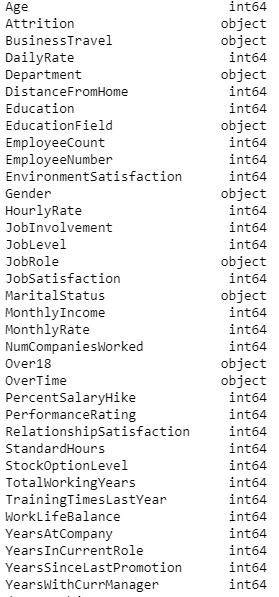 Age int64
Attrition object
BusinessTravel object
DailyRate int64
Department object
DistanceFromHome int64
Education int64
EducationField object
EmployeeCount int64
EmployeeNumber int64
EnvironmentSatisfaction int64
Gender object
HourlyRate int64
JobInvolvement int64
JobLevel int64
JobRole object
JobSatisfaction int64
MaritalStatus object
MonthlyIncome int64
MonthlyRate int64
NumCompaniesWorked int64
Over18 object
OverTime object
PercentSalaryHike int64
PerformanceRating int64
RelationshipSatisfaction int64
StandardHours int64
StockOptionLevel int64
TotalWorkingYears int64
TrainingTimesLastYear int64
WorkLifeBalance int64
YearsAtCompany int64
YearsInCurrentRole int64
YearsSinceLastPromotion int64
YearsWithCurrManager int64